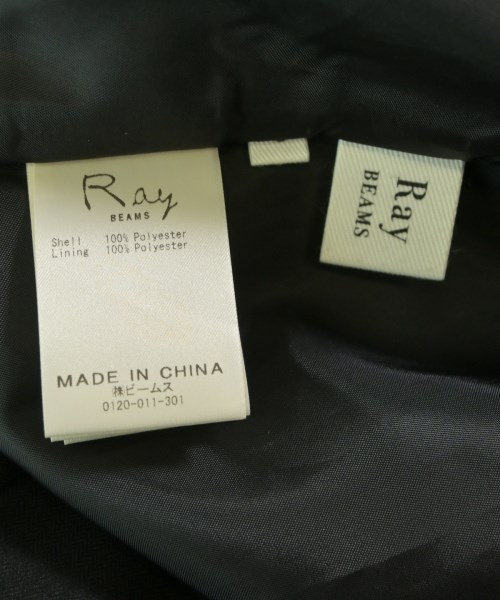 Ray
BEAMS
Shell 100% Polyester
Lining 100% Polyester
MADE IN CHINA
㈱ビームス
0120-011-301
Ray
BEAMS